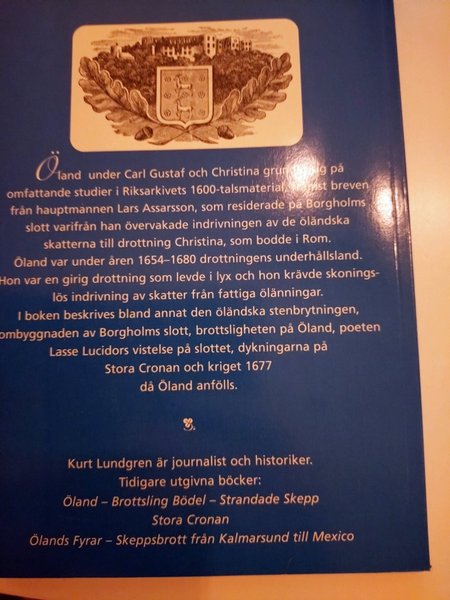 Öland under Carl Gustaf och Christina grundar sig på
omfattande studier i Riksarkivets 1600-talsmaterial, främst breven
från hauptmannen Lars Assarsson, som residerade på Borgholms
slott varifrån han övervakade indrivningen av de öländska
skatterna till drottning Christina, som bodde i Rom.
Öland var under åren 1654–1680 drottningens underhållsland.
Hon var en girig drottning som levde i lyx och hon krävde skonings-
lös indrivning av skatter från fattiga ölänningar.
I boken beskrives bland annat den öländska stenbrytningen,
ombyggnaden av Borgholms slott, brottsligheten på Öland, poeten
Lasse Lucidors vistelse på slottet, dykningarna på
Stora Cronan och kriget 1677
då Öland anfölls.
Kurt Lundgren är journalist och historiker.
Tidigare utgivna böcker:
Öland – Brottsling Bödel – Strandade Skepp
Stora Cronan
Ölands Fyrar – Skeppsbrott från Kalmarsund till Mexico